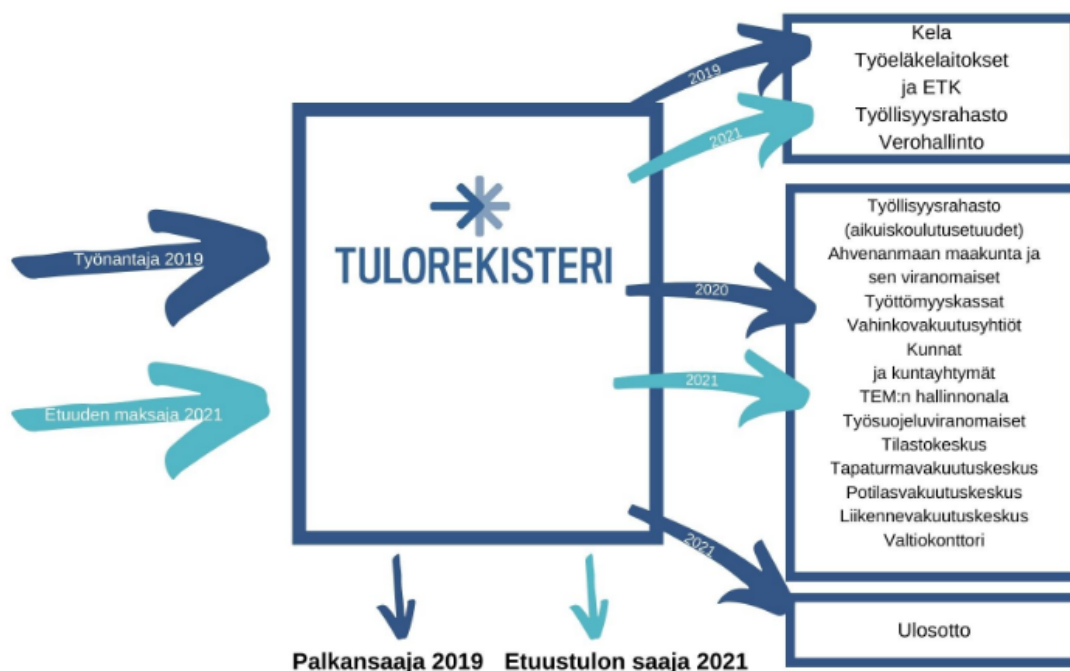 Kela
Työeläkelaitokset
ja ETK
Työllisyysrahasto
Verohallinto
2019
2021
Työnantaja 2019
TULOREKISTERI
2020
2021
Etuuden maksaja 2021
Työllisyysrahasto
(aikuiskoulutusetuudet)
Ahvenanmaan maakunta ja
sen viranomaiset
Työttömyyskassat
Vahinkovakuutusyhtiöt
Kunnat
ja kuntayhtymät
TEM:n hallinnonala
Työsuojeluviranomaiset
Tilastokeskus
Tapaturmavakuutuskeskus
Potilasvakuutuskeskus
Liikennevakuutuskeskus
Valtiokonttori
2021
Ulosotto
Palkansaaja 2019
Etuustulon saaja 2021